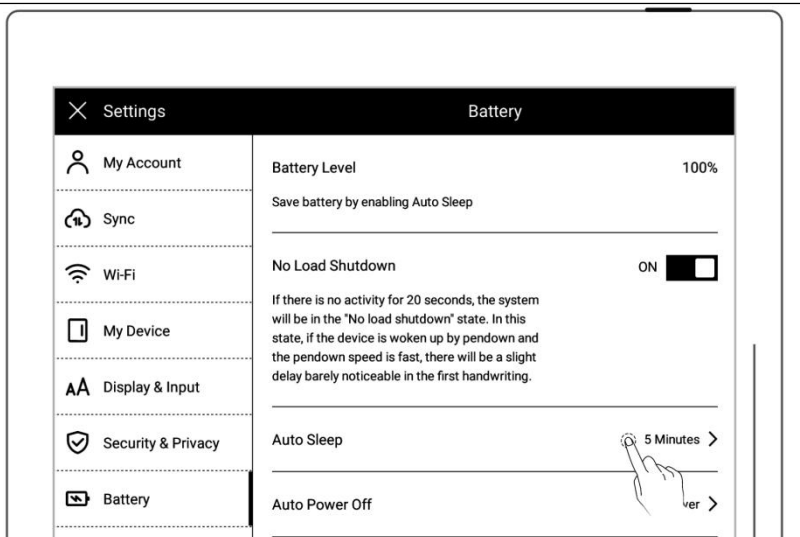 Settings
Battery
My Account
Sync
Wi-Fi
My Device
Display & Input
Security & Privacy
Battery
Battery Level 100%
Save battery by enabling Auto Sleep
No Load Shutdown ON
If there is no activity for 20 seconds, the system
will be in the "No load shutdown" state. In this
state, if the device is woken up by pendown and
the pendown speed is fast, there will be a slight
delay barely noticeable in the first handwriting.
Auto Sleep 5 Minutes
Auto Power Off